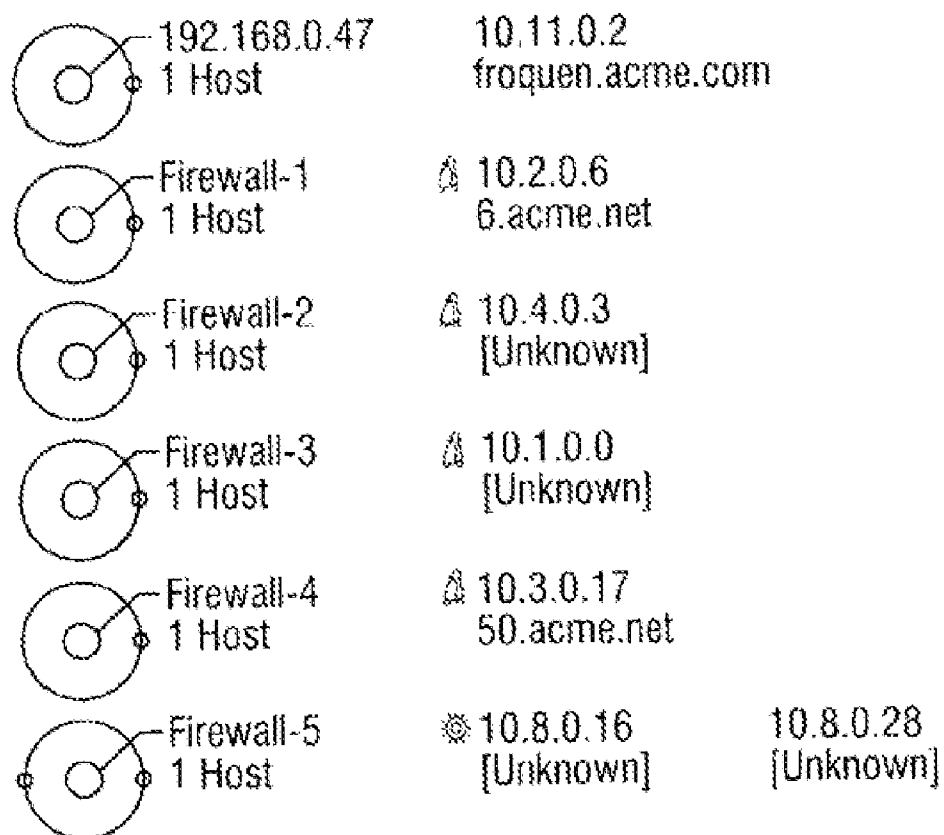 192.168.0.47
1 Host
10.11.0.2
froquen.acme.com
Firewall-1
1 Host
10.2.0.6
6.acme.net
Firewall-2
1 Host
10.4.0.3
[Unknown]
Firewall-3
1 Host
10.1.0.0
[Unknown]
Firewall-4
1 Host
10.3.0.17
50.acme.net
Firewall-5
1 Host
10.8.0.16
[Unknown]
10.8.0.28
[Unknown]